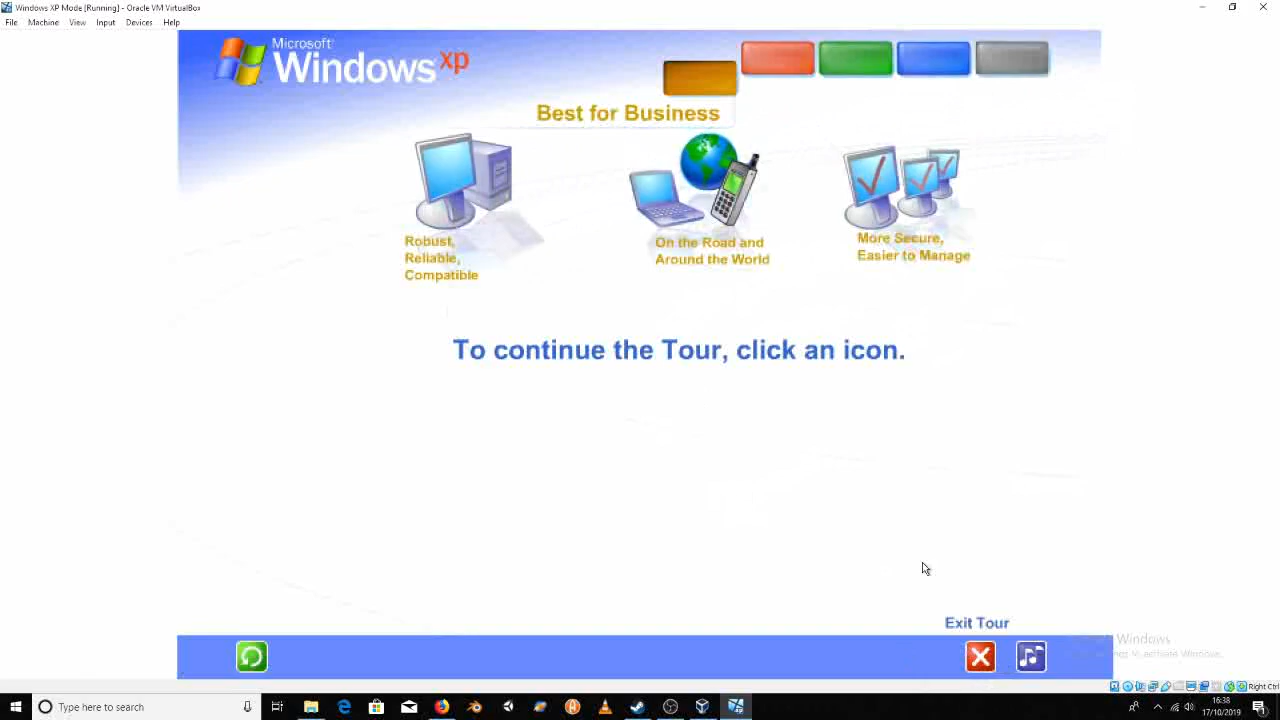 Windows XP Mode [Running] - Oracle VM VirtualBox
File Machine View Input Devices Help
Microsoft
Windows xp
Best for Business
Robust,
Reliable,
Compatible
On the Road and
Around the World
More Secure,
Easier to Manage
To continue the Tour, click an icon.
Exit Tour
Windows
Right Ctrl
Type here to search
16:38
17/10/2019